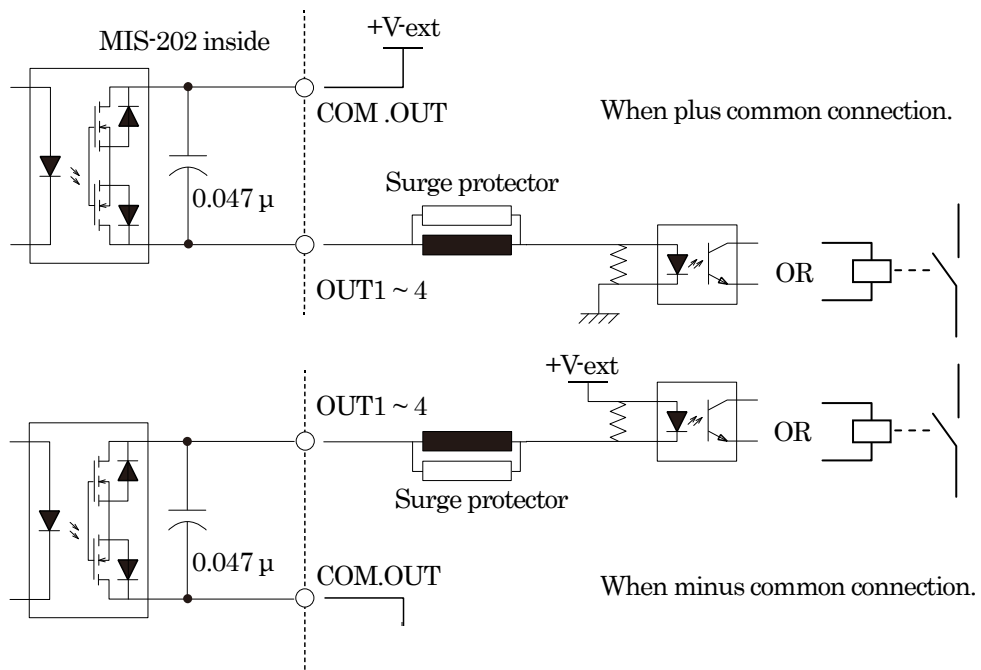 +V-ext
MIS-202 inside
COM .OUT
When plus common connection.
Surge protector
0.047 μ
OUT1 ~ 4
OR
+V-ext
OUT1 ~ 4
OR
Surge protector
0.047 μ
COM.OUT
When minus common connection.